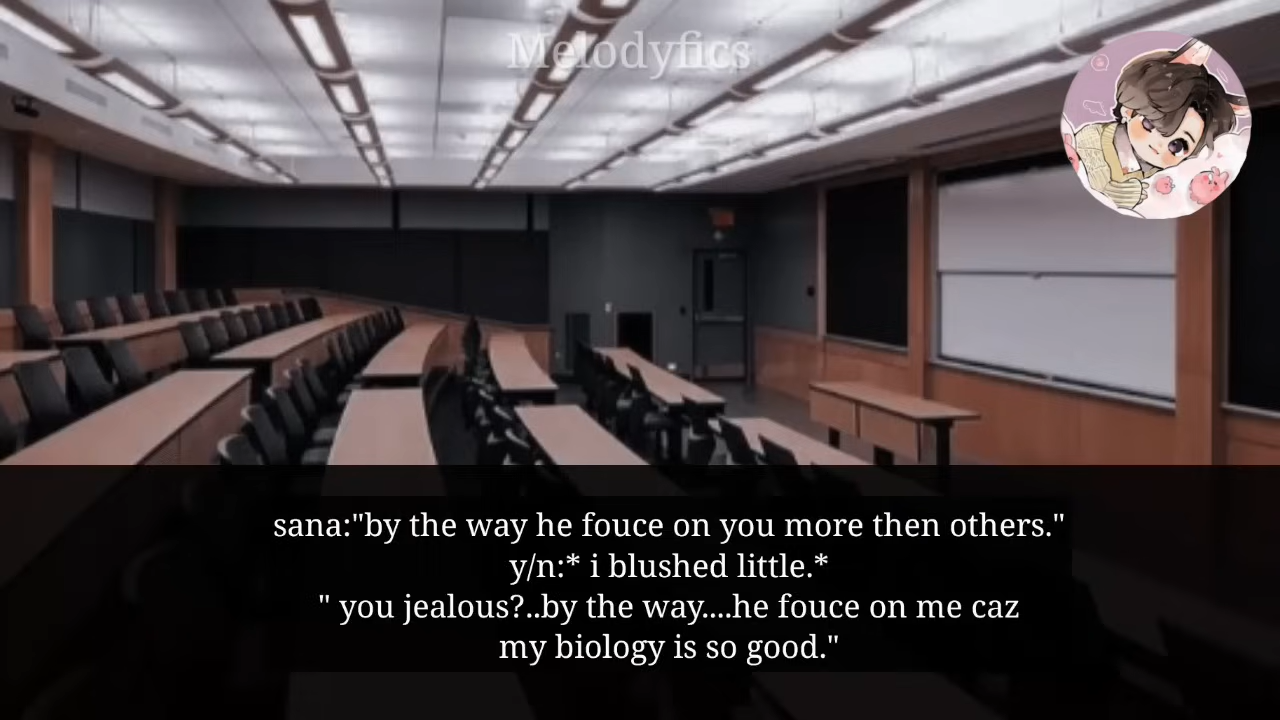 Melodyfics
sana:"by the way he fouce on you more then others."
y/n:* i blushed little.*
" you jealous?..by the way....he fouce on me caz
my biology is so good."